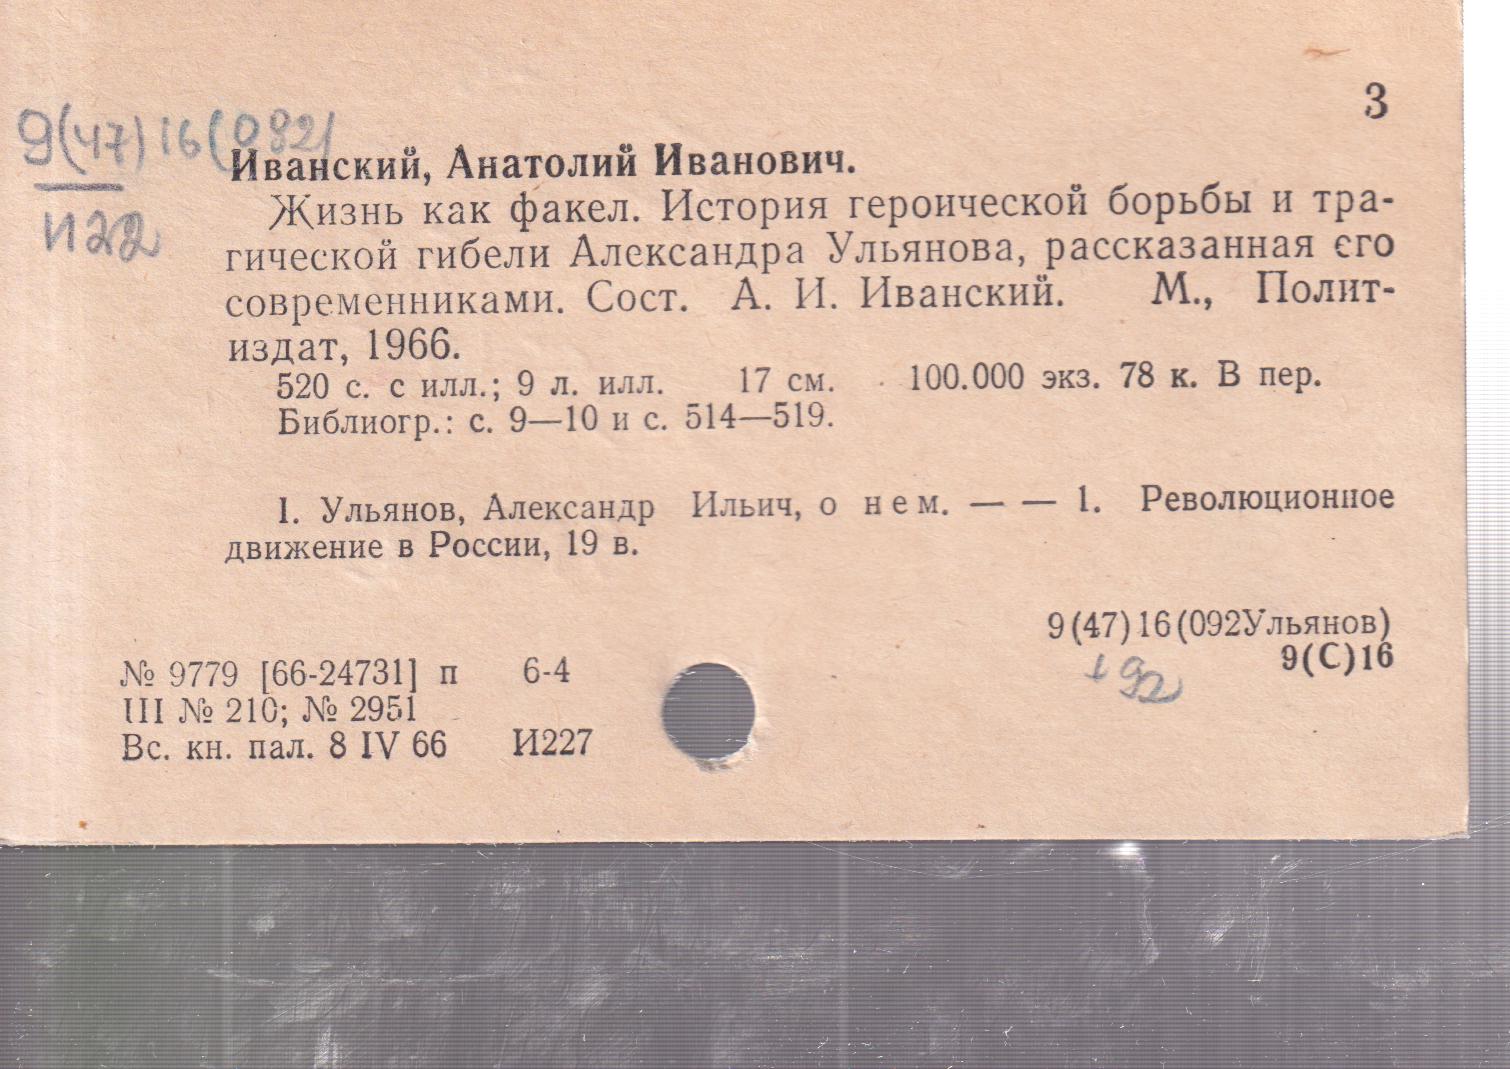 3
9(47)16(092)
И22
Иванский, Анатолий Иванович.
Жизнь как факел. История героической борьбы и тра-
гической гибели Александра Ульянова, рассказанная его
современниками. Сост. А. И. Иванский. М., Полит-
издат, 1966.
520 с. с илл.; 9 л. илл. 17 см. 100.000 экз. 78 к. В пер.
Библиогр.: с. 9—10 и с. 514—519.
I. Ульянов, Александр Ильич, о нем. — — 1. Революционное
движение в России, 19 в.
9(47)16(092Ульянов)
9(С)16
+92
№ 9779 [66-24731] п 6-4
III № 210; № 2951
Вс. кн. пал. 8 IV 66 И227